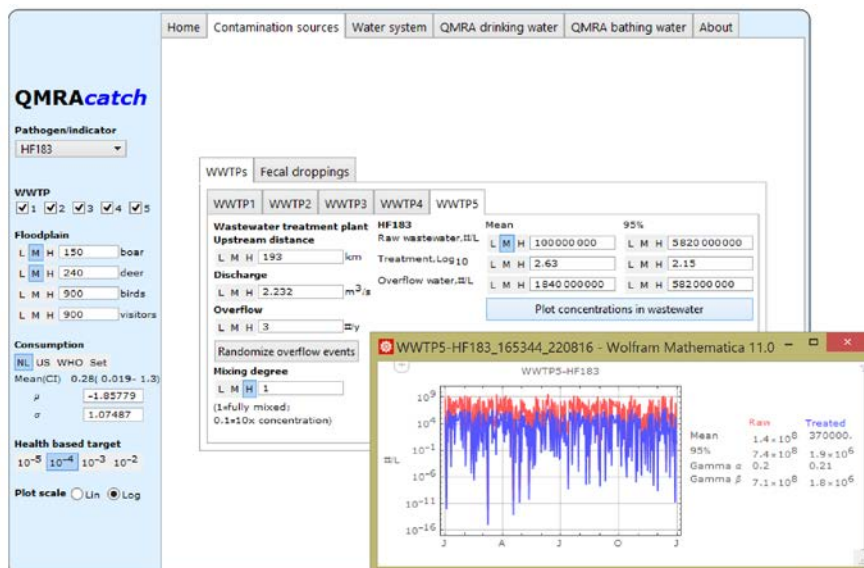 Home Contamination sources Water system QMRA drinking water QMRA bathing water About
QMRAcatch
Pathogen/indicator
HF183
WWTP
1 2 3 4 5
Floodplain
L M H 150 boar
L M H 240 deer
L M H 900 birds
L M H 900 visitors
Consumption
NL US WHO Set
Mean(CI) 0.28( 0.019- 1.3)
μ -1.85779
σ 1.07487
Health based target
10⁻⁵ 10⁻⁴ 10⁻³ 10⁻²
Plot scale Lin Log
WWTPs Fecal droppings
WWTP1 WWTP2 WWTP3 WWTP4 WWTP5
Wastewater treatment plant HF183 Mean 95%
Upstream distance Raw wastewater,#/L L M H 100000000 L M H 5820000000
L M H 193 km Treatment,Log10 L M H 2.63 L M H 2.15
Discharge Overflow water,#/L L M H 1840000000 L M H 582000000
L M H 2.232 m³/s
Plot concentrations in wastewater
Overflow
L M H 3 #/y
Randomize overflow events
Mixing degree
L M H 1
(1=fully mixed;
0.1=10x concentration)
WWTP5-HF183_165344_220816 - Wolfram Mathematica 11.0
WWTP5-HF183
#/L
10⁹
10⁴
10⁻¹
10⁻⁶
10⁻¹¹
10⁻¹⁶
J A J O J
Raw Treated
Mean 1.4×10⁸ 370000.
95% 7.4×10⁸ 1.9×10⁶
Gamma α 0.2 0.21
Gamma β 7.1×10⁸ 1.8×10⁶